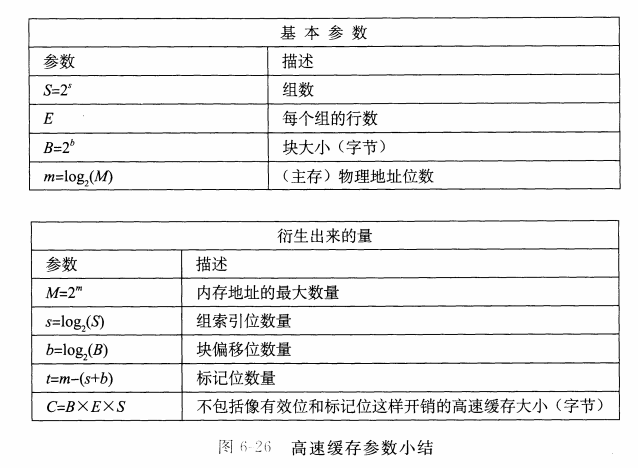 基本参数
参数 描述
S=2^s 组数
E 每个组的行数
B=2^b 块大小（字节）
m=log₂(M) （主存）物理地址位数
衍生出来的量
参数 描述
M=2^m 内存地址的最大数量
s=log₂(S) 组索引位数量
b=log₂(B) 块偏移位数量
t=m−(s+b) 标记位数量
C=B×E×S 不包括像有效位和标记位这样开销的高速缓存大小（字节）
图 6-26 高速缓存参数小结